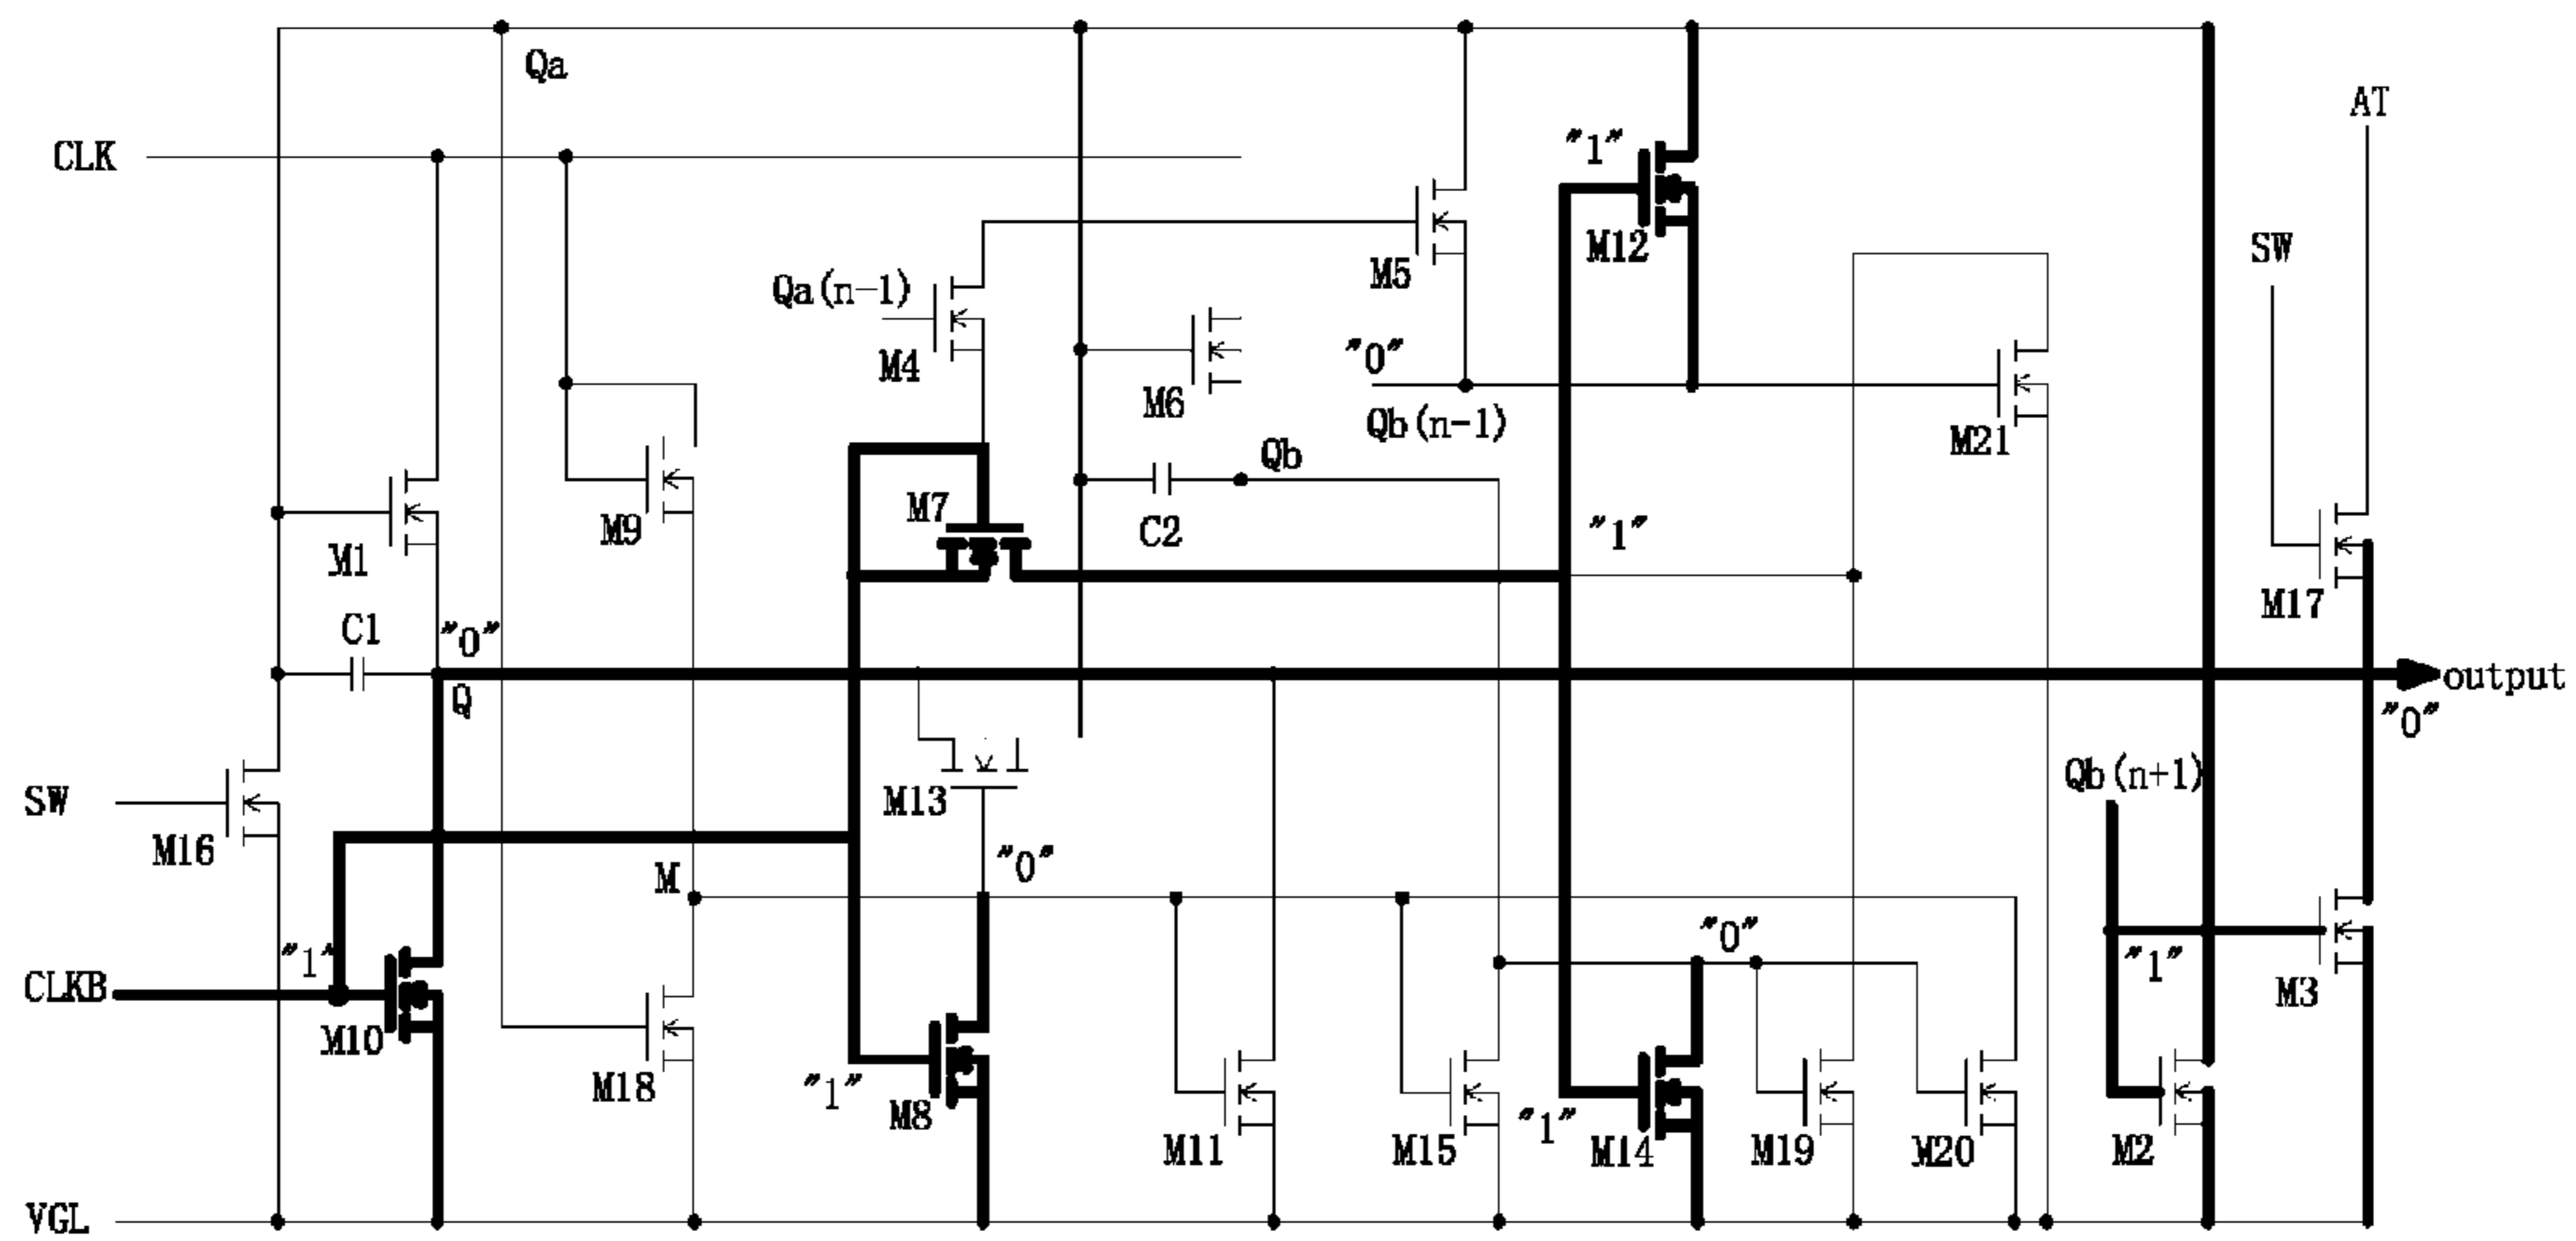 Qa
AT
CLK
"1"
M12
SW
M5
Qa(n-1)
M4
"0"
M6
Qb(n-1)
M21
Qb
M7
M9
C2
"1"
M1
M17
C1
"0"
Q
output
"0"
Qb(n+1)
SW
M13
M16
M
"0"
"0"
"1"
"1"
CLKB
M3
M10
M18
"1"
M8
"1"
M11
M15
M14
M19
M20
M2
VGL